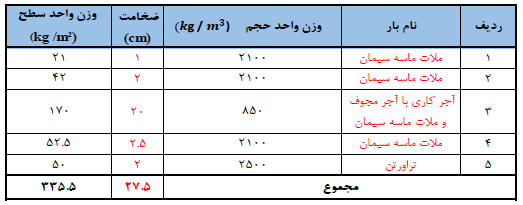 ردیف	نام بار	وزن واحد حجم (kg / m³)	ضخامت (cm)	وزن واحد سطح (kg /m²)
۱	ملات ماسه سیمان	۲۱۰۰	۱	۲۱
۲	ملات ماسه سیمان	۲۱۰۰	۲	۴۲
۳	آجر کاری با آجر مجوف و ملات ماسه سیمان	۸۵۰	۲۰	۱۷۰
۴	ملات ماسه سیمان	۲۱۰۰	۲.۵	۵۲.۵
۵	تراورتن	۲۵۰۰	۲	۵۰
مجموع	۲۷.۵	۳۳۵.۵